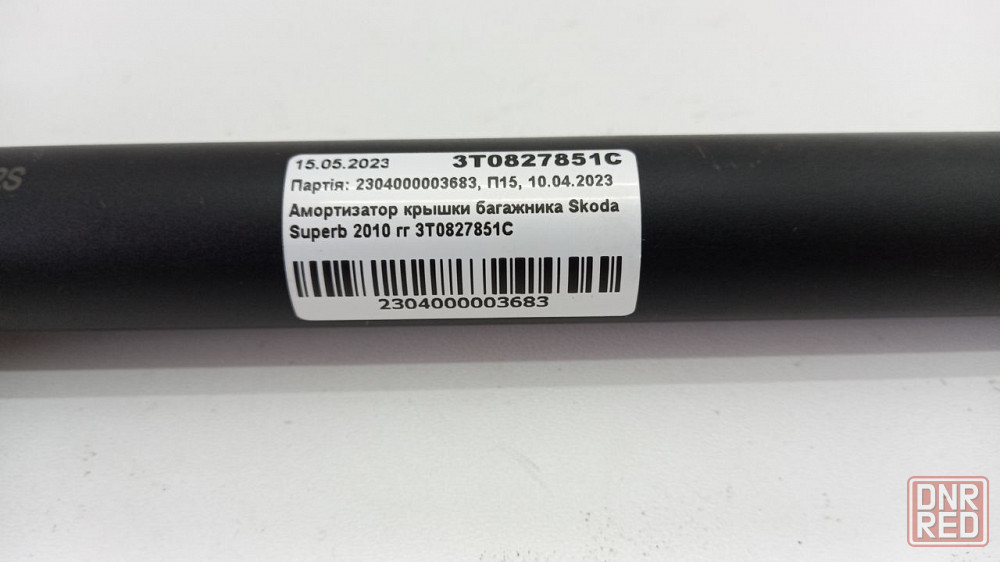 15.05.2023 3T0827851C
Партія: 2304000003683, П15, 10.04.2023
Амортизатор крышки багажника Skoda
Superb 2010 гг 3T0827851C
2304000003683
DNR
RED